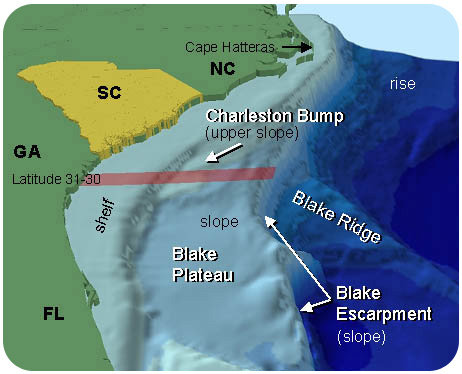 Cape Hatteras
NC
rise
SC
Charleston Bump
(upper slope)
GA
Latitude 31-30
shelf
slope
Blake Ridge
Blake
Plateau
Blake
Escarpment
(slope)
FL